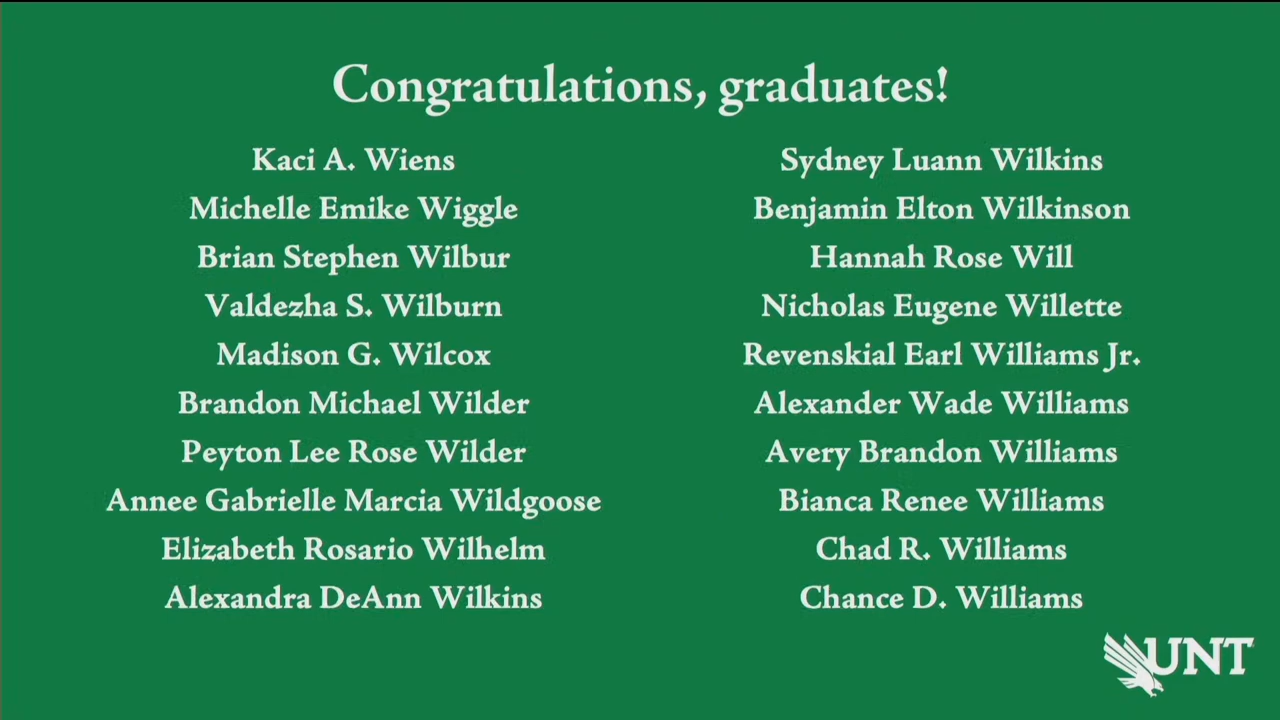 Congratulations, graduates!
Kaci A. Wiens
Michelle Emike Wiggle
Brian Stephen Wilbur
Valdezha S. Wilburn
Madison G. Wilcox
Brandon Michael Wilder
Peyton Lee Rose Wilder
Annee Gabrielle Marcia Wildgoose
Elizabeth Rosario Wilhelm
Alexandra DeAnn Wilkins
Sydney Luann Wilkins
Benjamin Elton Wilkinson
Hannah Rose Will
Nicholas Eugene Willette
Revenskial Earl Williams Jr.
Alexander Wade Williams
Avery Brandon Williams
Bianca Renee Williams
Chad R. Williams
Chance D. Williams
UNT